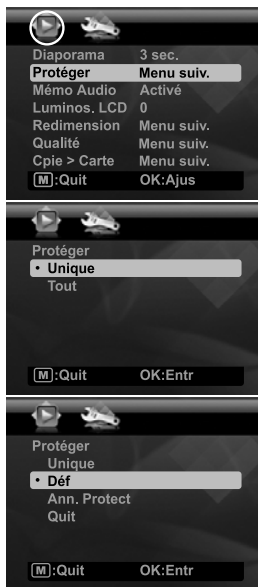 Diaporama 3 sec.
Protéger Menu suiv.
Mémo Audio Activé
Luminos. LCD 0
Redimension Menu suiv.
Qualité Menu suiv.
Cpie > Carte Menu suiv.
M:Quit OK:Ajus
Protéger
• Unique
Tout
M:Quit OK:Entr
Protéger
Unique
• Déf
Ann. Protect
Quit
M:Quit OK:Entr